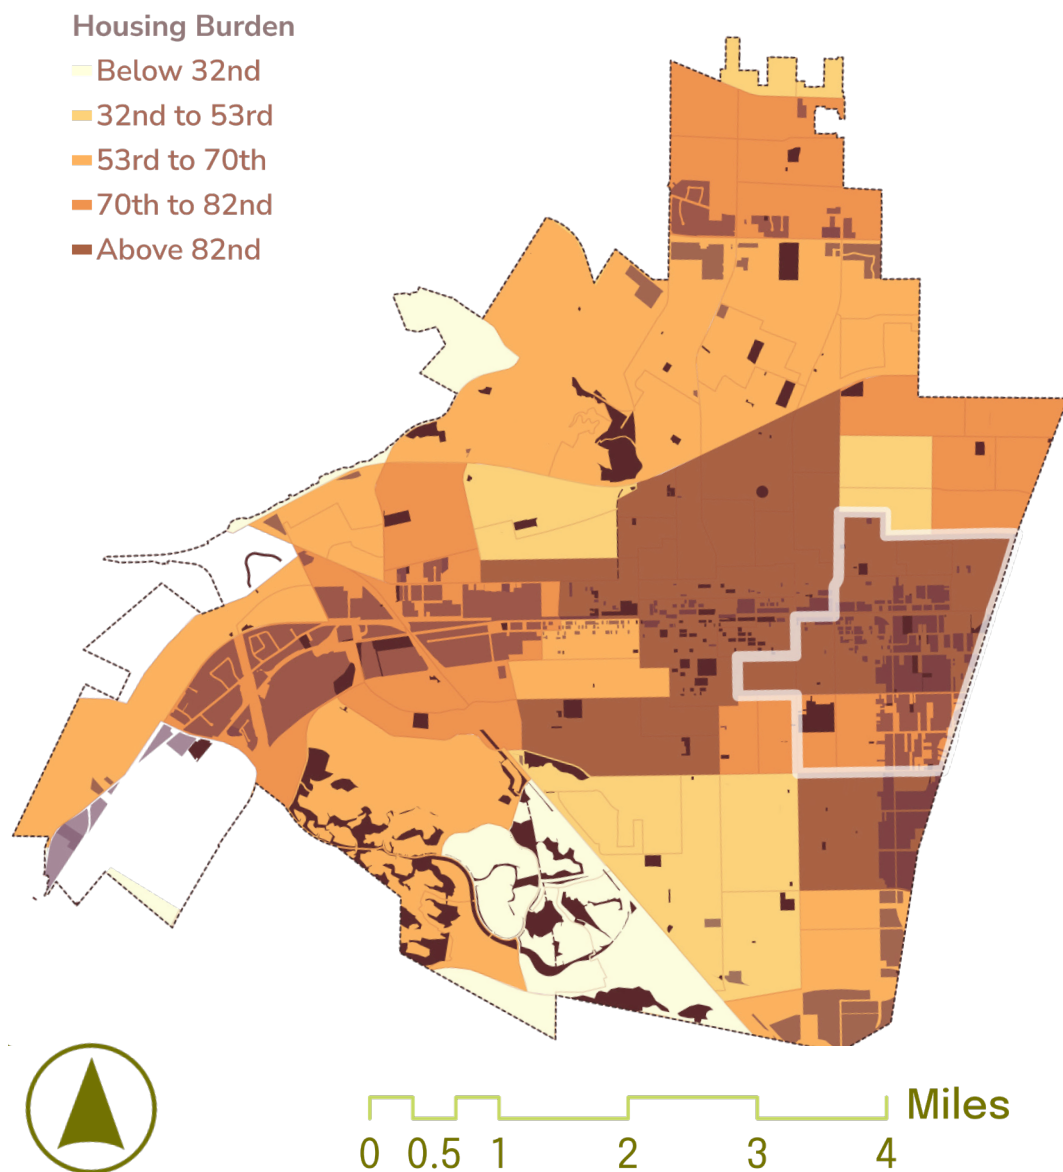 Housing Burden
Below 32nd
32nd to 53rd
53rd to 70th
70th to 82nd
Above 82nd
Miles
0 0.5 1 2 3 4